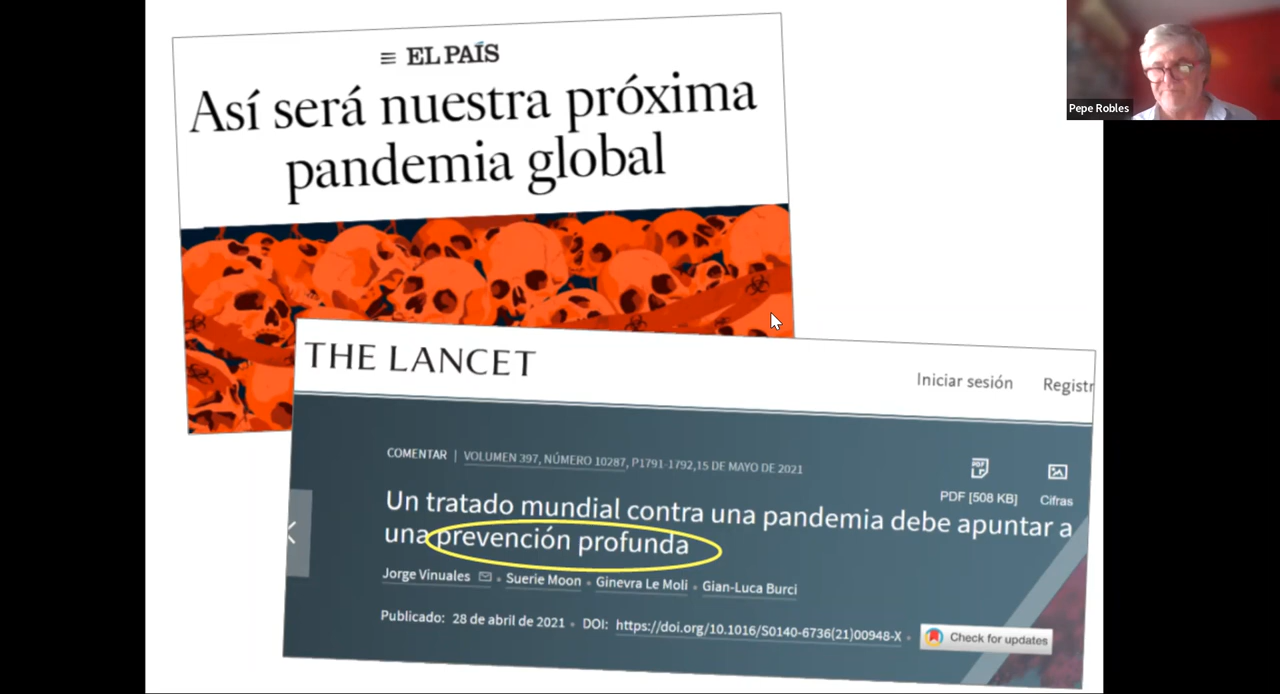 EL PAÍS
Así será nuestra próxima
pandemia global
Pepe Robles
THE LANCET
Iniciar sesión
Registr
COMENTAR | VOLUMEN 397, NÚMERO 10287, P1791-1792,15 DE MAYO DE 2021
PDF [508 KB]
Cifras
Un tratado mundial contra una pandemia debe apuntar a
una prevención profunda
Jorge Vinuales • Suerie Moon • Ginevra Le Moli • Gian-Luca Burci
Publicado: 28 de abril de 2021 • DOI: https://doi.org/10.1016/S0140-6736(21)00948-X •
Check for updates